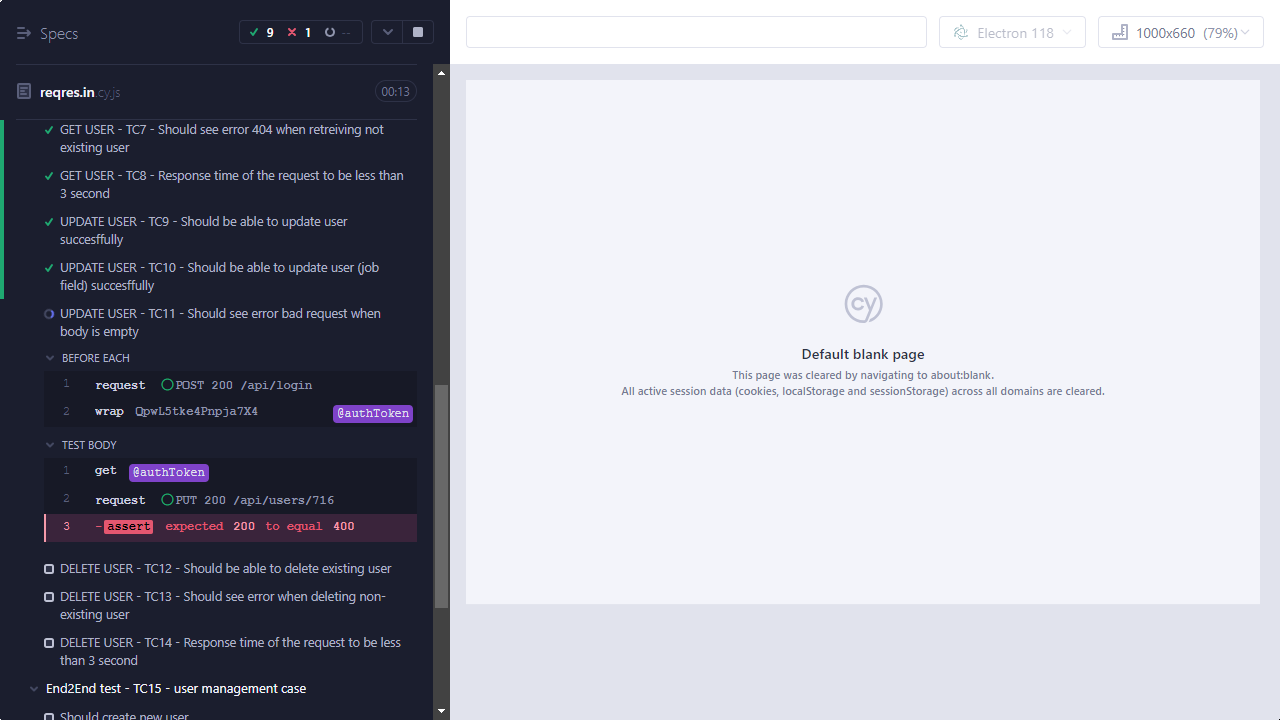 Specs
9 1 --
Electron 118
1000x660 (79%)
reqres.in.cy.js
00:13
GET USER - TC7 - Should see error 404 when retreiving not
existing user
GET USER - TC8 - Response time of the request to be less than
3 second
UPDATE USER - TC9 - Should be able to update user
succesffully
UPDATE USER - TC10 - Should be able to update user (job
field) succesffully
UPDATE USER - TC11 - Should see error bad request when
body is empty
BEFORE EACH
1 request POST 200 /api/login
2 wrap QpwL5tke4Pnpja7X4 @authToken
TEST BODY
1 get @authToken
2 request PUT 200 /api/users/716
3 -assert expected 200 to equal 400
DELETE USER - TC12 - Should be able to delete existing user
DELETE USER - TC13 - Should see error when deleting non-
existing user
DELETE USER - TC14 - Response time of the request to be less
than 3 second
End2End test - TC15 - user management case
Should create new user
cy
Default blank page
This page was cleared by navigating to about:blank.
All active session data (cookies, localStorage and sessionStorage) across all domains are cleared.